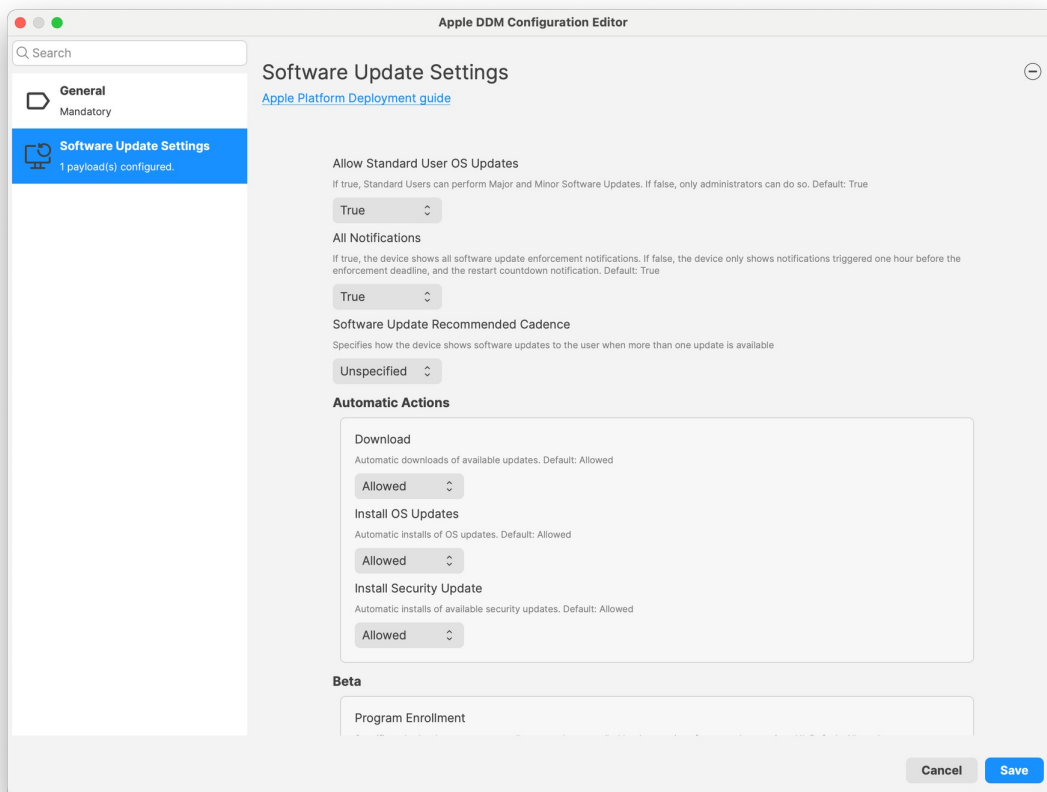 Apple DDM Configuration Editor
Search
General
Mandatory
Software Update Settings
1 payload(s) configured.
Software Update Settings
Apple Platform Deployment guide
Allow Standard User OS Updates
If true, Standard Users can perform Major and Minor Software Updates. If false, only administrators can do so. Default: True
True
All Notifications
If true, the device shows all software update enforcement notifications. If false, the device only shows notifications triggered one hour before the
enforcement deadline, and the restart countdown notification. Default: True
True
Software Update Recommended Cadence
Specifies how the device shows software updates to the user when more than one update is available
Unspecified
Automatic Actions
Download
Automatic downloads of available updates. Default: Allowed
Allowed
Install OS Updates
Automatic installs of OS updates. Default: Allowed
Allowed
Install Security Update
Automatic installs of available security updates. Default: Allowed
Allowed
Beta
Program Enrollment
Cancel
Save